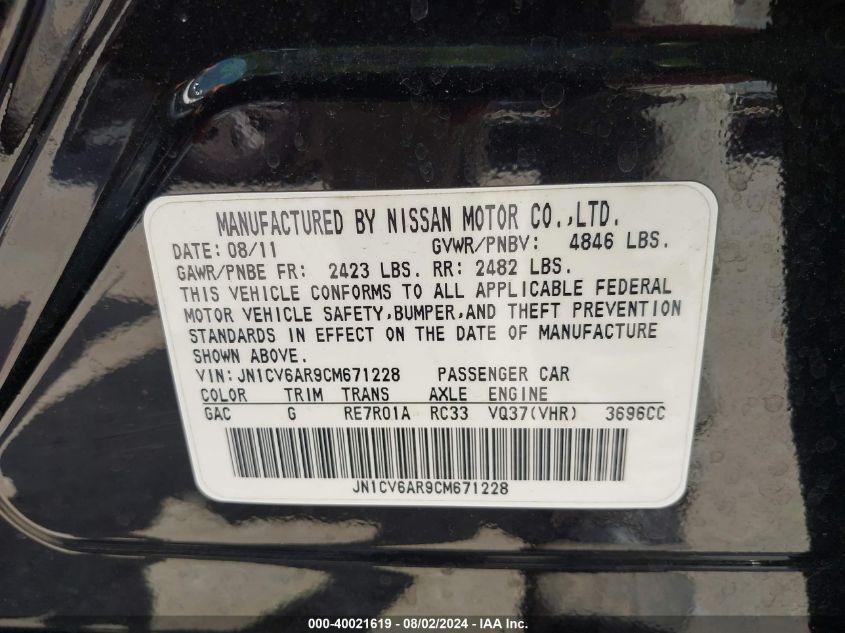 MANUFACTURED BY NISSAN MOTOR CO.,LTD.
DATE: 08/11 GVWR/PNBV: 4846 LBS.
GAWR/PNBE FR: 2423 LBS. RR: 2482 LBS.
THIS VEHICLE CONFORMS TO ALL APPLICABLE FEDERAL
MOTOR VEHICLE SAFETY,BUMPER,AND THEFT PREVENTION
STANDARDS IN EFFECT ON THE DATE OF MANUFACTURE
SHOWN ABOVE.
VIN:JN1CV6AR9CM671228 PASSENGER CAR
COLOR TRIM TRANS AXLE ENGINE
GAC G RE7R01A RC33 VQ37(VHR) 3696CC
JN1CV6AR9CM671228
000-40021619 - 08/02/2024 - IAA Inc.